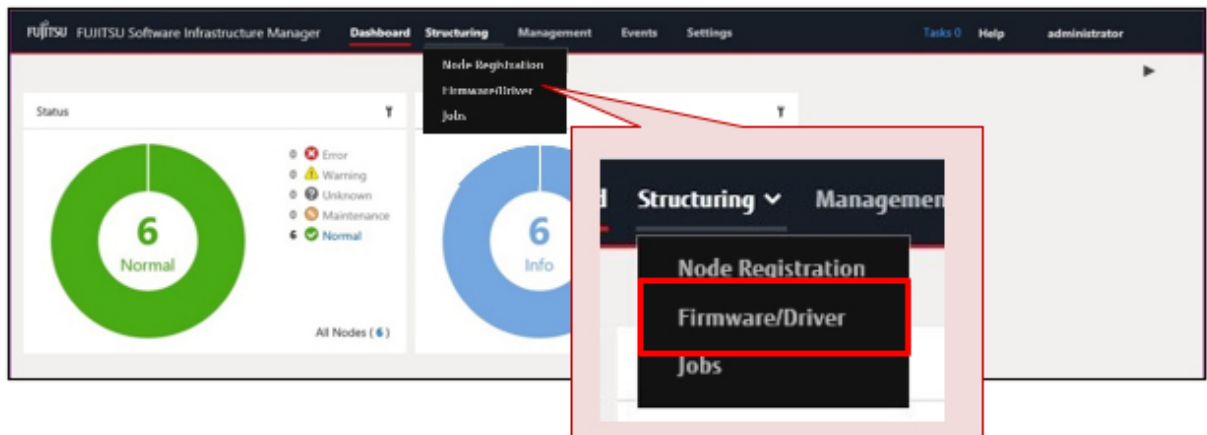 FUJITSU FUJITSU Software Infrastructure Manager Dashboard Structuring Management Events Settings Tasks 0 Help administrator
Node Registration
Firmware/Driver
Jobs
Status
0 Error
0 Warning
0 Unknown
0 Maintenance
6 Normal
6
Normal
All Nodes ( 6 )
6
Info
Structuring Managemen
Node Registration
Firmware/Driver
Jobs